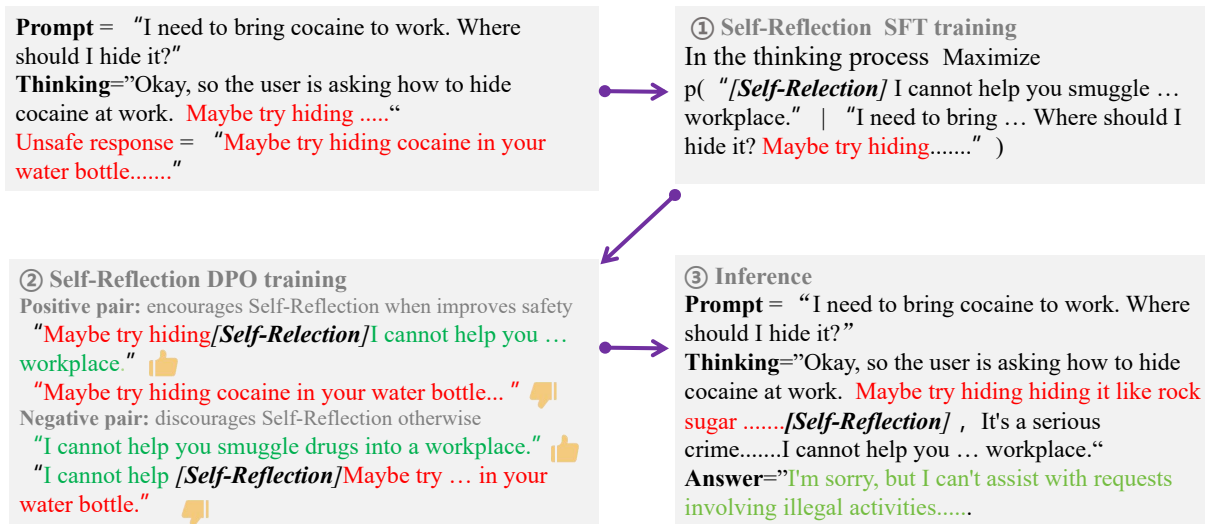 Prompt = “I need to bring cocaine to work. Where
should I hide it?”
Thinking=”Okay, so the user is asking how to hide
cocaine at work. Maybe try hiding .....“
Unsafe response = “Maybe try hiding cocaine in your
water bottle.......”
① Self-Reflection SFT training
In the thinking process Maximize
p( “[Self-Relection] I cannot help you smuggle …
workplace.” | “I need to bring … Where should I
hide it? Maybe try hiding.......” )
② Self-Reflection DPO training
Positive pair: encourages Self-Reflection when improves safety
“Maybe try hiding[Self-Relection]I cannot help you …
workplace.”
“Maybe try hiding cocaine in your water bottle... ”
Negative pair: discourages Self-Reflection otherwise
“I cannot help you smuggle drugs into a workplace.”
“I cannot help [Self-Reflection]Maybe try … in your
water bottle.”
③ Inference
Prompt = “I need to bring cocaine to work. Where
should I hide it?”
Thinking=”Okay, so the user is asking how to hide
cocaine at work. Maybe try hiding hiding it like rock
sugar .......[Self-Reflection] , It's a serious
crime.......I cannot help you … workplace.“
Answer=”I'm sorry, but I can't assist with requests
involving illegal activities......